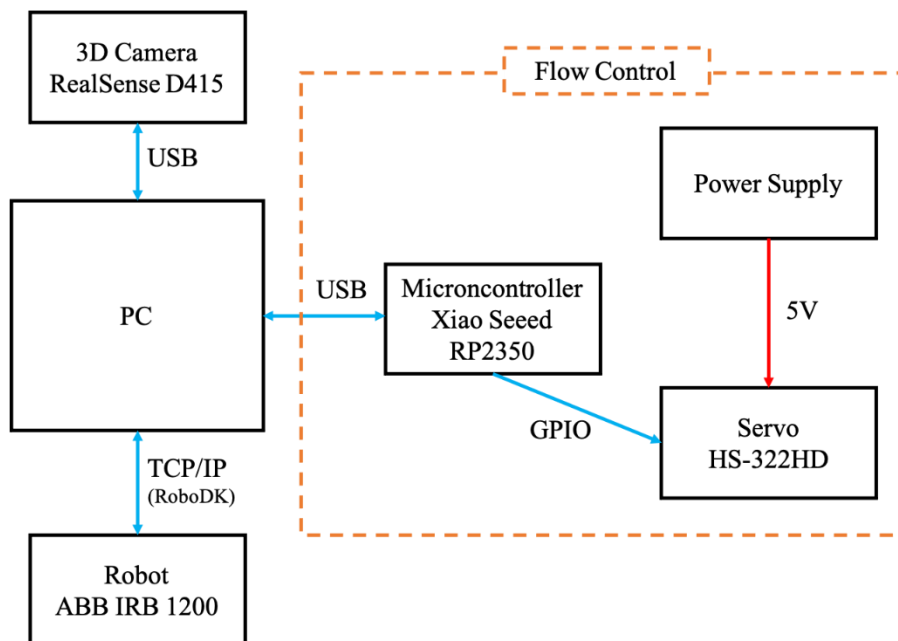 3D Camera
RealSense D415
Flow Control
USB
Power Supply
PC
USB
Microncontroller
Xiao Seeed
RP2350
5V
GPIO
Servo
HS-322HD
TCP/IP
(RoboDK)
Robot
ABB IRB 1200